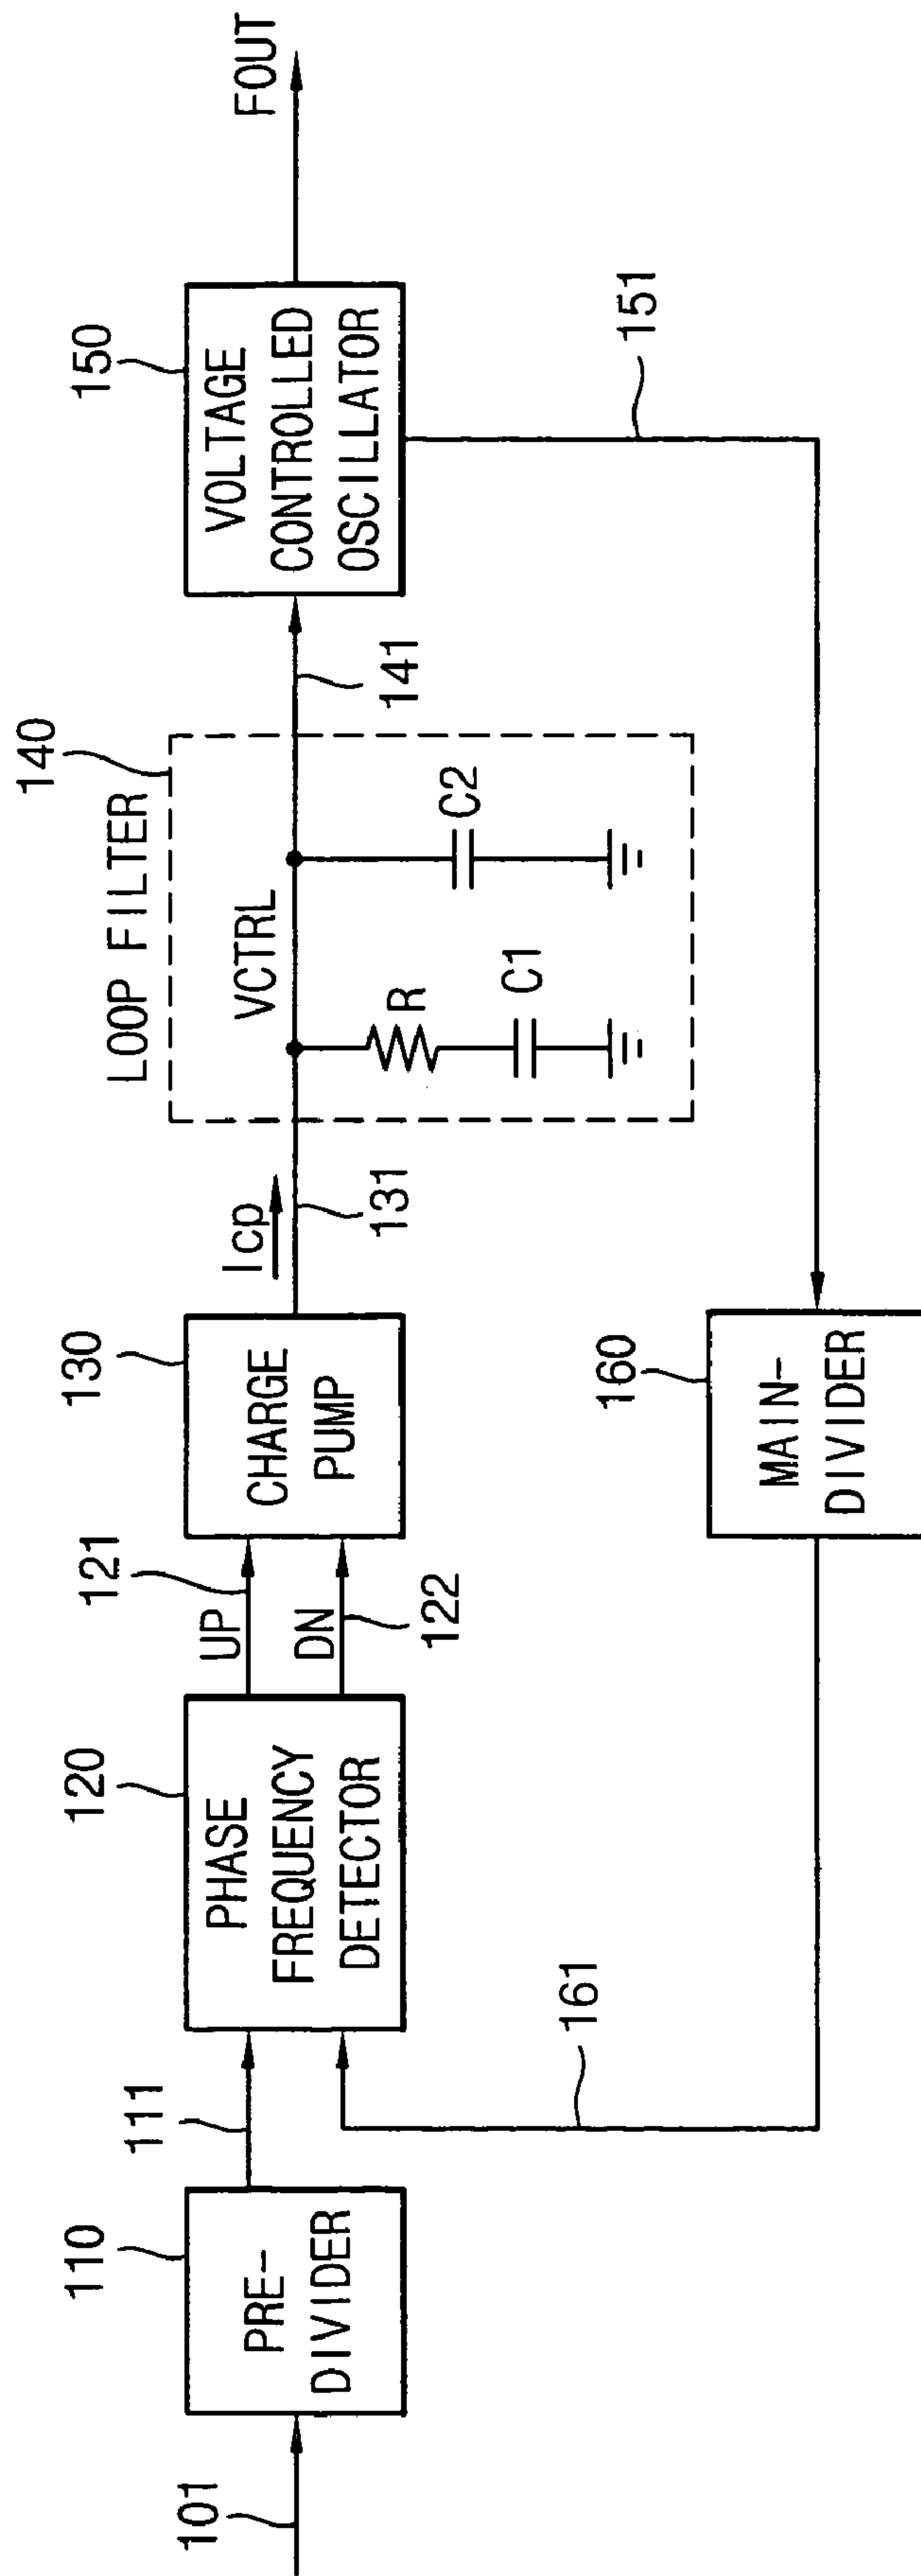 101
110
PRE-
DIVIDER
111
120
PHASE
FREQUENCY
DETECTOR
UP
121
DN
122
130
CHARGE
PUMP
Icp
131
LOOP FILTER
140
VCTRL
R
C1
C2
141
150
VOLTAGE
CONTROLLED
OSCILLATOR
FOUT
151
160
MAIN-
DIVIDER
161